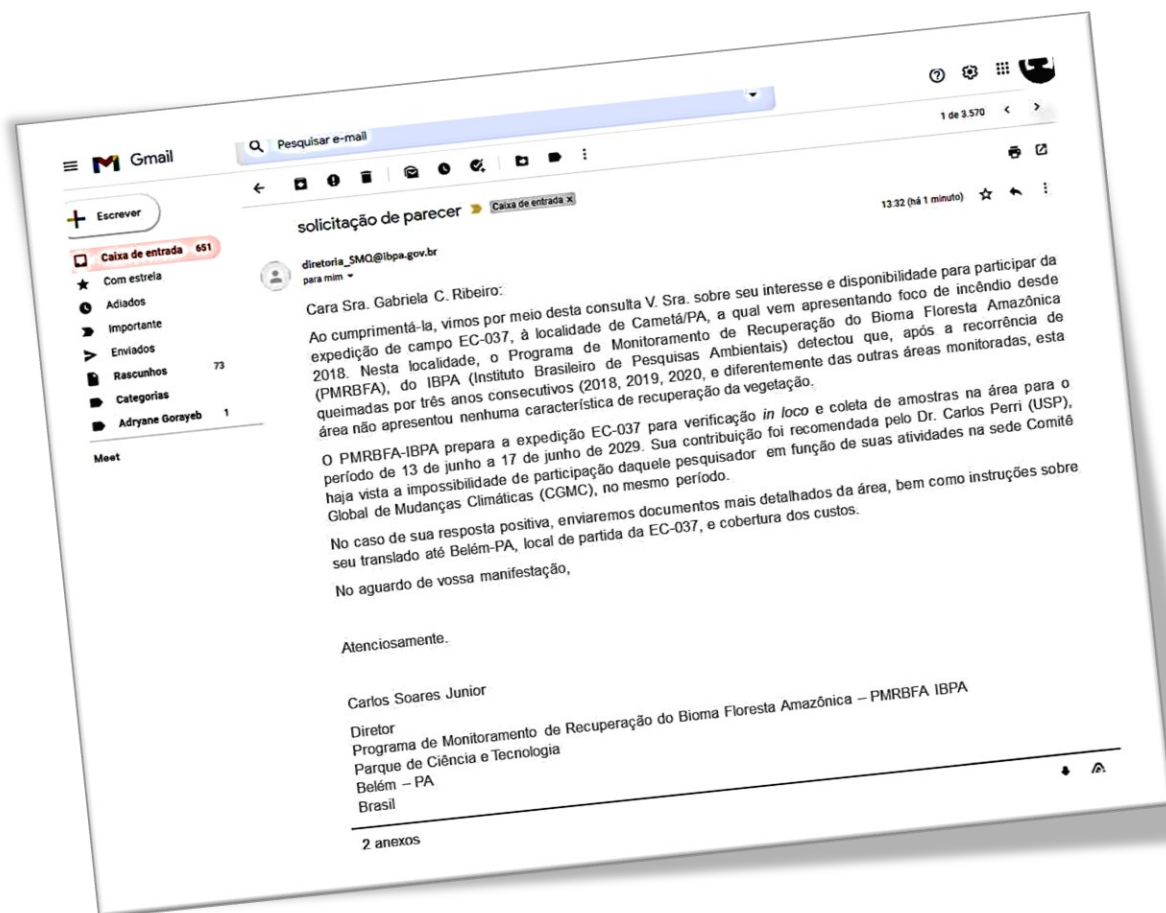 Gmail
Pesquisar e-mail
1 de 3.570
Escrever
Caixa de entrada 651
Com estrela
Adiados
Importante
Enviados
Rascunhos 73
Categorias
Adryane Gorayeb 1
Meet
solicitação de parecer Caixa de entrada x
13:32 (há 1 minuto)
diretoria_SMQ@ibpa.gov.br
para mim
Cara Sra. Gabriela C. Ribeiro:
Ao cumprimentá-la, vimos por meio desta consulta V. Sra. sobre seu interesse e disponibilidade para participar da
expedição de campo EC-037, à localidade de Cametá/PA, a qual vem apresentando foco de incêndio desde
2018. Nesta localidade, o Programa de Monitoramento de Recuperação do Bioma Floresta Amazônica
(PMRBFA), do IBPA (Instituto Brasileiro de Pesquisas Ambientais) detectou que, após a recorrência de
queimadas por três anos consecutivos (2018, 2019, 2020, e diferentemente das outras áreas monitoradas, esta
área não apresentou nenhuma característica de recuperação da vegetação.
O PMRBFA-IBPA prepara a expedição EC-037 para verificação in loco e coleta de amostras na área para o
período de 13 de junho a 17 de junho de 2029. Sua contribuição foi recomendada pelo Dr. Carlos Perri (USP),
haja vista a impossibilidade de participação daquele pesquisador em função de suas atividades na sede Comitê
Global de Mudanças Climáticas (CGMC), no mesmo período.
No caso de sua resposta positiva, enviaremos documentos mais detalhados da área, bem como instruções sobre
seu translado até Belém-PA, local de partida da EC-037, e cobertura dos custos.
No aguardo de vossa manifestação,
Atenciosamente.
Carlos Soares Junior
Diretor
Programa de Monitoramento de Recuperação do Bioma Floresta Amazônica – PMRBFA IBPA
Parque de Ciência e Tecnologia
Belém – PA
Brasil
2 anexos